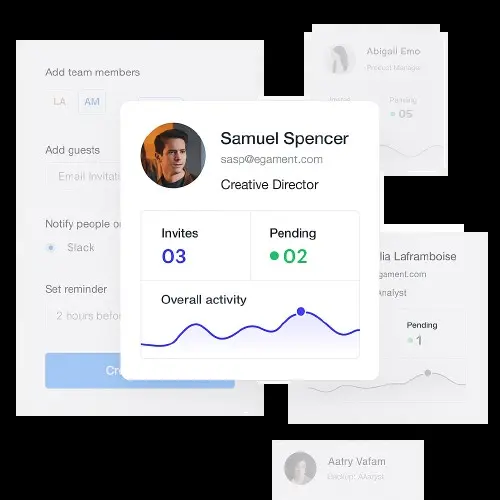 Add team members
LA
AM
Add guests
Email Invitati
Notify people
Slack
Set reminder
2 hours befor
Cre
Samuel Spencer
sasp@egament.com
Creative Director
Invites
03
Pending
02
Overall activity
Abigail Emo
Product Manager
Invites
Pending
05
lia Laframboise
gament.com
Analyst
Pending
1
Aatry Vafam